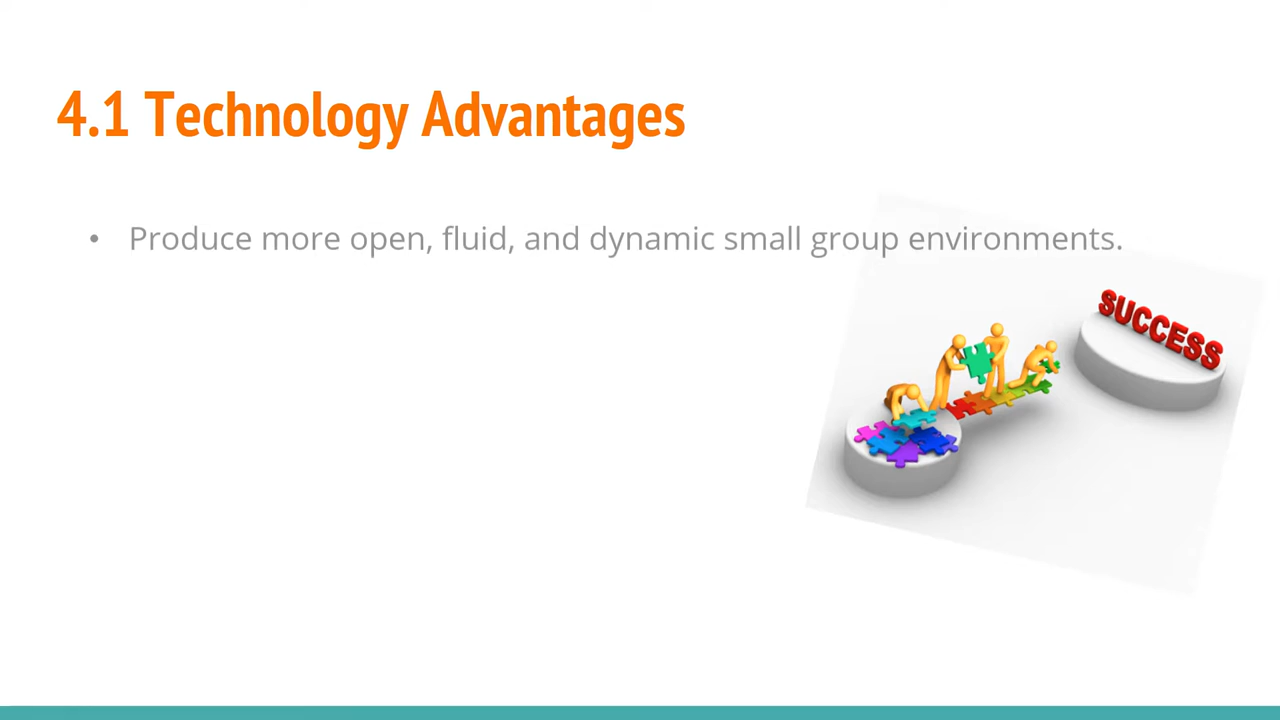 4.1 Technology Advantages
• Produce more open, fluid, and dynamic small group environments.
SUCCESS